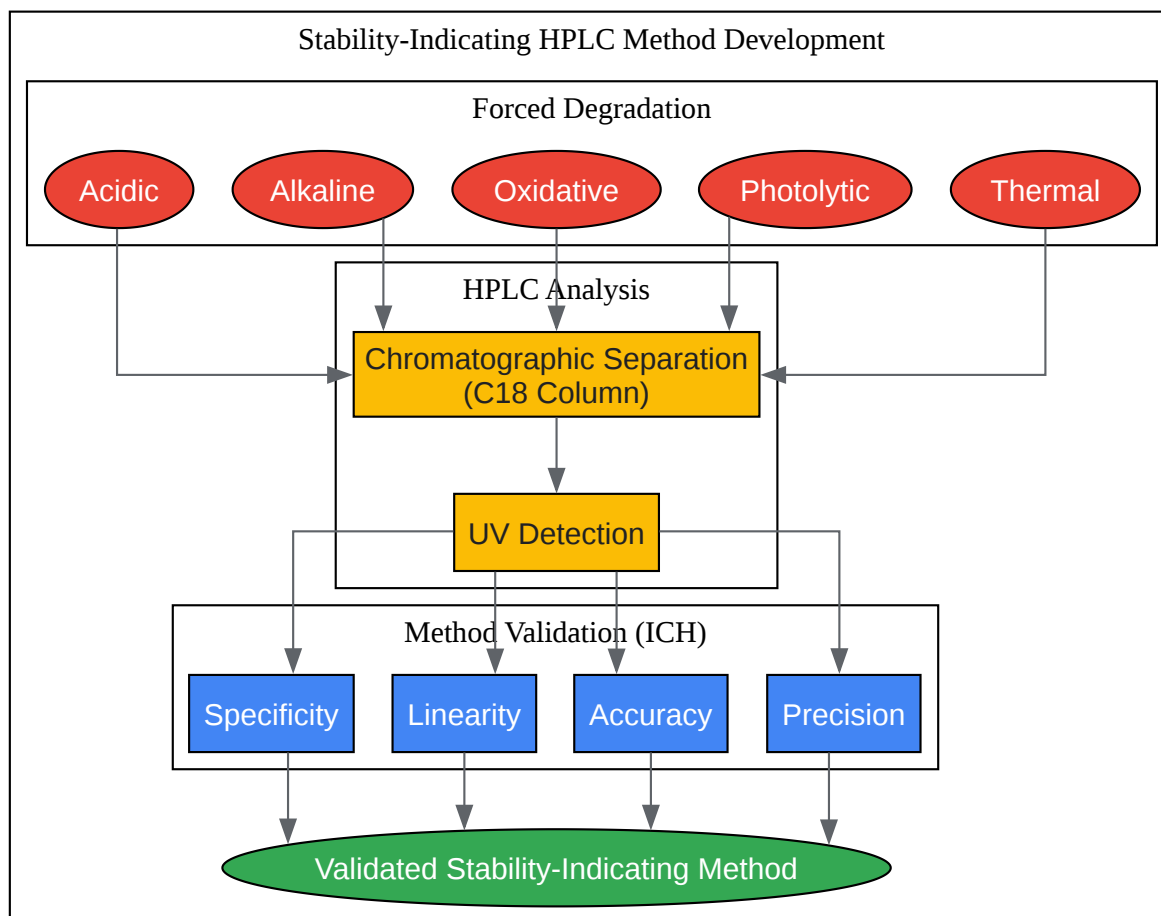 Stability-Indicating HPLC Method Development
Forced Degradation
Acidic
Alkaline
Oxidative
Photolytic
Thermal
HPLC Analysis
Chromatographic Separation
(C18 Column)
UV Detection
Method Validation (ICH)
Specificity
Linearity
Accuracy
Precision
Validated Stability-Indicating Method